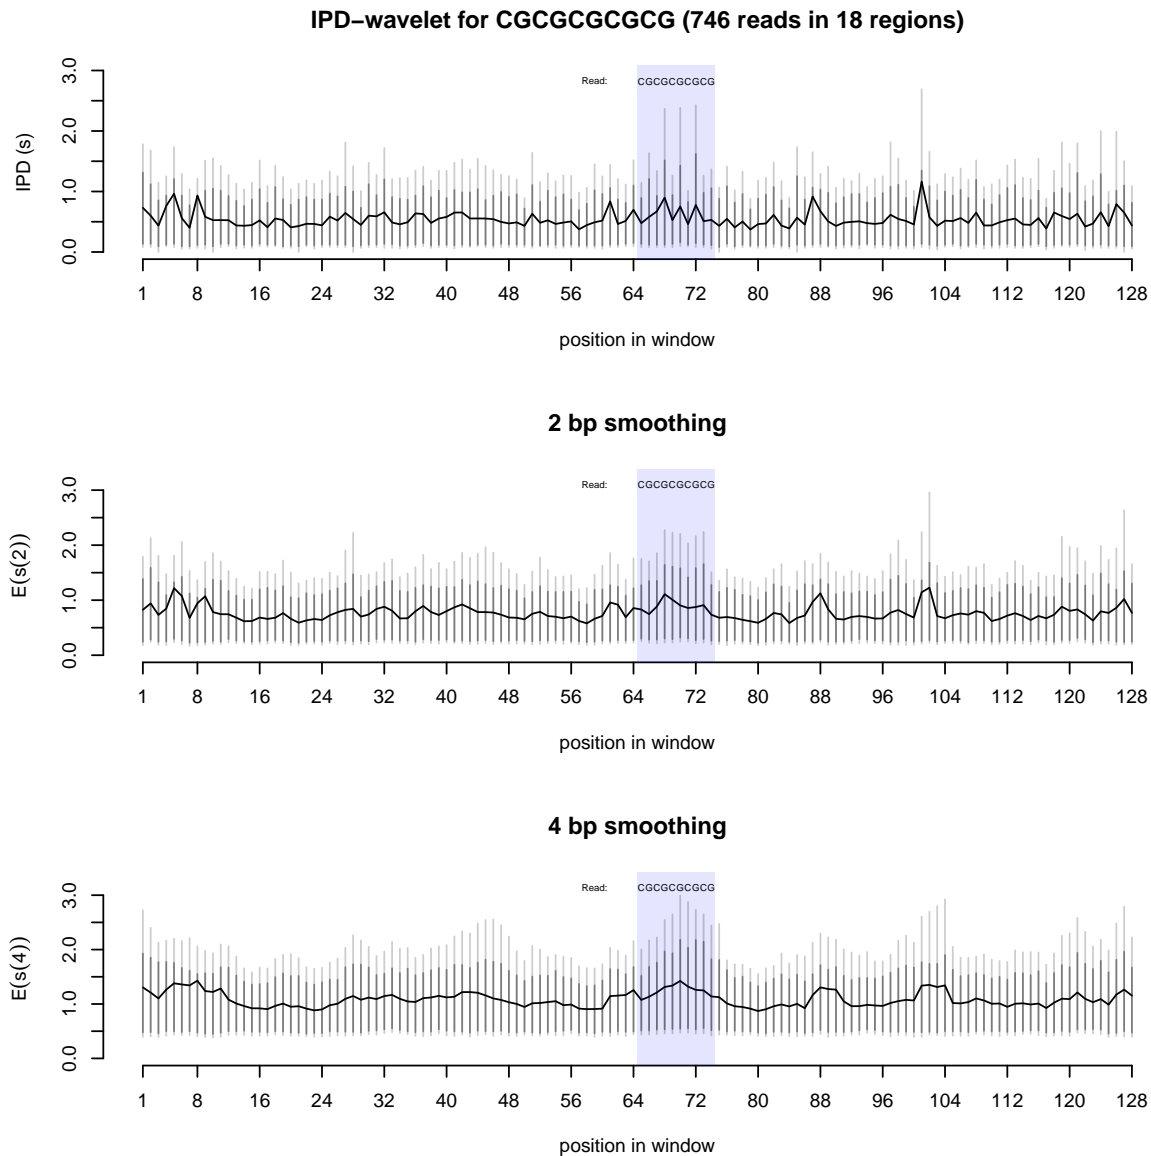 IPD−wavelet for CGCGCGCGCG (746 reads in 18 regions)
3.0
2.0
1.0
0.0
IPD (s)
Read:
CGCGCGCGCG
1 8 16 24 32 40 48 56 64 72 80 88 96 104 112 120 128
position in window
2 bp smoothing
3.0
2.0
1.0
0.0
E(s(2))
Read:
CGCGCGCGCG
1 8 16 24 32 40 48 56 64 72 80 88 96 104 112 120 128
position in window
4 bp smoothing
3.0
2.0
1.0
0.0
E(s(4))
Read:
CGCGCGCGCG
1 8 16 24 32 40 48 56 64 72 80 88 96 104 112 120 128
position in window